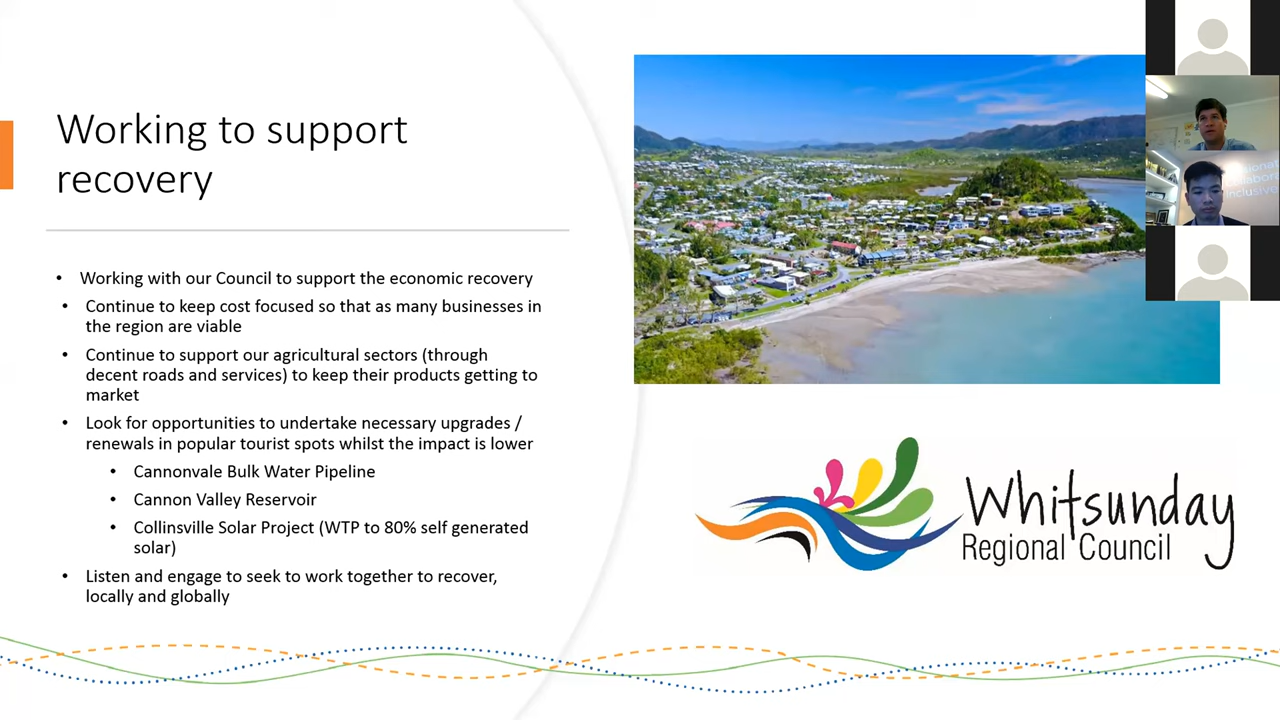 Working to support
recovery
• Working with our Council to support the economic recovery
• Continue to keep cost focused so that as many businesses in
the region are viable
• Continue to support our agricultural sectors (through
decent roads and services) to keep their products getting to
market
• Look for opportunities to undertake necessary upgrades /
renewals in popular tourist spots whilst the impact is lower
• Cannonvale Bulk Water Pipeline
• Cannon Valley Reservoir
• Collinsville Solar Project (WTP to 80% self generated
solar)
• Listen and engage to seek to work together to recover,
locally and globally
Whitsunday
Regional Council